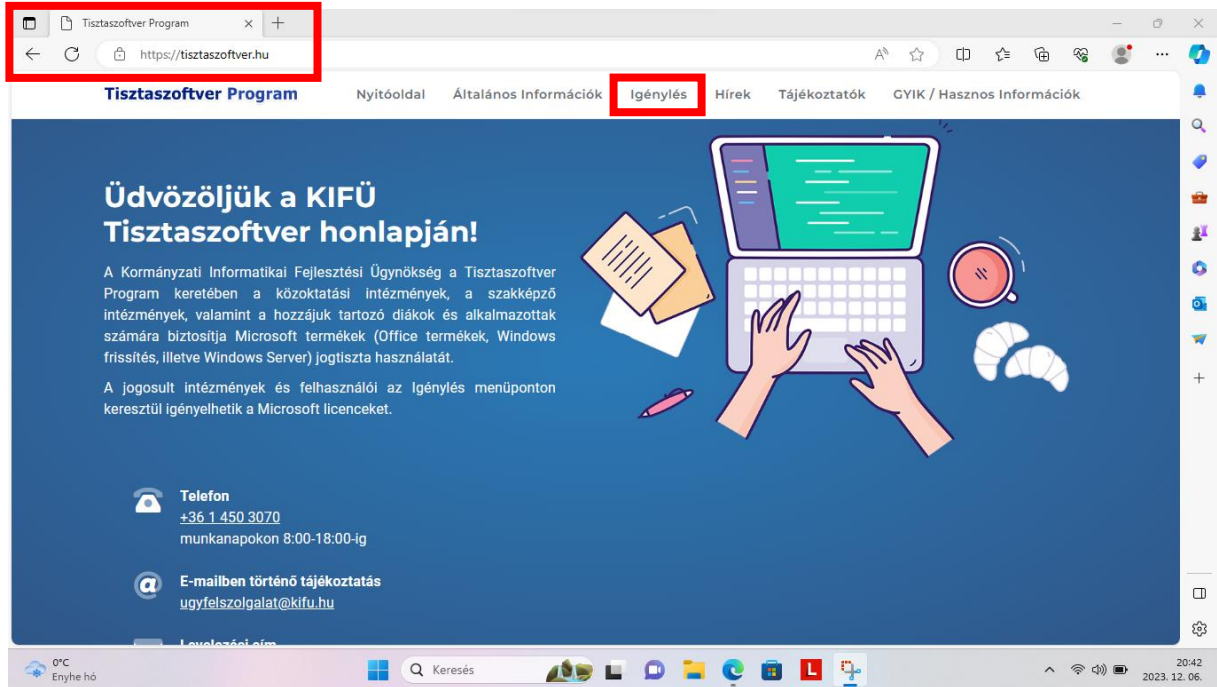 Tisztaszoftver Program
https://tisztaszoftver.hu
Tisztaszoftver Program Nyitóoldal Általános Információk Igénylés Hírek Tájékoztatók GYIK / Hasznos Információk
Üdvözöljük a KIFÜ
Tisztaszoftver honlapján!
A Kormányzati Informatikai Fejlesztési Ügynökség a Tisztaszoftver
Program keretében a közoktatási intézmények, a szakképző
intézmények, valamint a hozzájuk tartozó diákok és alkalmazottak
számára biztosítja Microsoft termékek (Office termékek, Windows
frissítés, illetve Windows Server) jogtiszta használatát.
A jogosult intézmények és felhasználói az Igénylés menüponton
keresztül igényelhetik a Microsoft licenceket.
Telefon
+36 1 450 3070
munkanapokon 8:00-18:00-ig
E-mailben történő tájékoztatás
ugyfelszolgalat@kifu.hu
Levelezési cím
0°C
Enyhe hó
Keresés
20:42
2023. 12. 06.